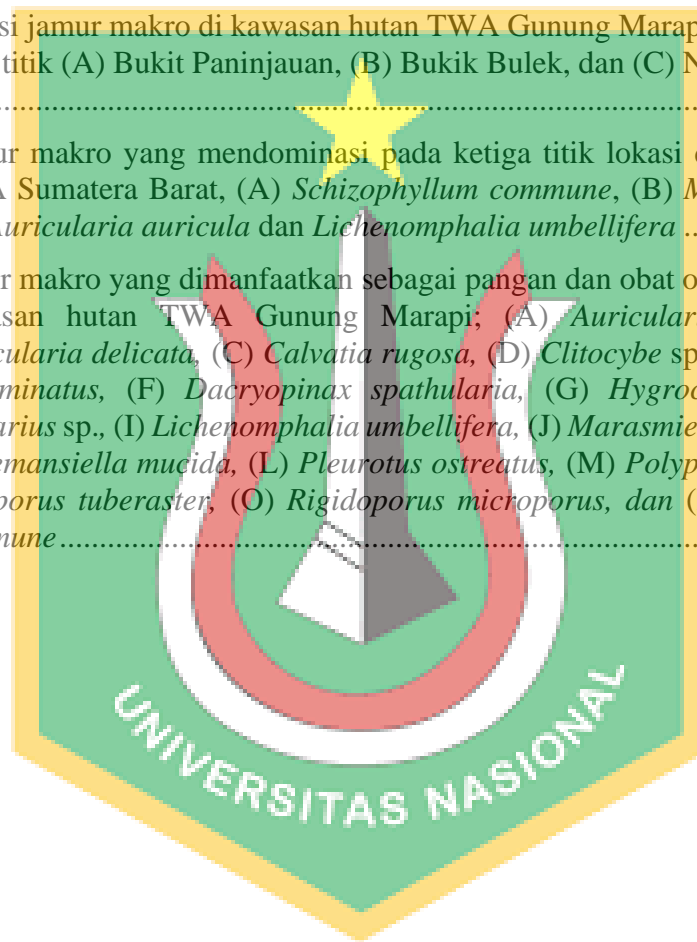 si jamur makro di kawasan hutan TWA Gunung Marap
titik (A) Bukit Paninjauan, (B) Bukik Bulek, dan (C) N
................................................................................
ur makro yang mendominasi pada ketiga titik lokasi
A Sumatera Barat, (A) Schizophyllum commune, (B) M
Auricularia auricula dan Lichenomphalia umbellifera ..
r makro yang dimanfaatkan sebagai pangan dan obat o
asan hutan TWA Gunung Marapi; (A) Auricular
cularia delicata, (C) Calvatia rugosa, (D) Clitocybe sp
minatus, (F) Dacryopinax spathularia, (G) Hygroc
arius sp., (I) Lichenomphalia umbellifera, (J) Marasmie
emansiella mucida, (L) Pleurotus ostreatus, (M) Polyp
porus tuberaster, (O) Rigidoporus microporus, dan (
mune ................................................................................
UNIVERSITAS NASIONAL